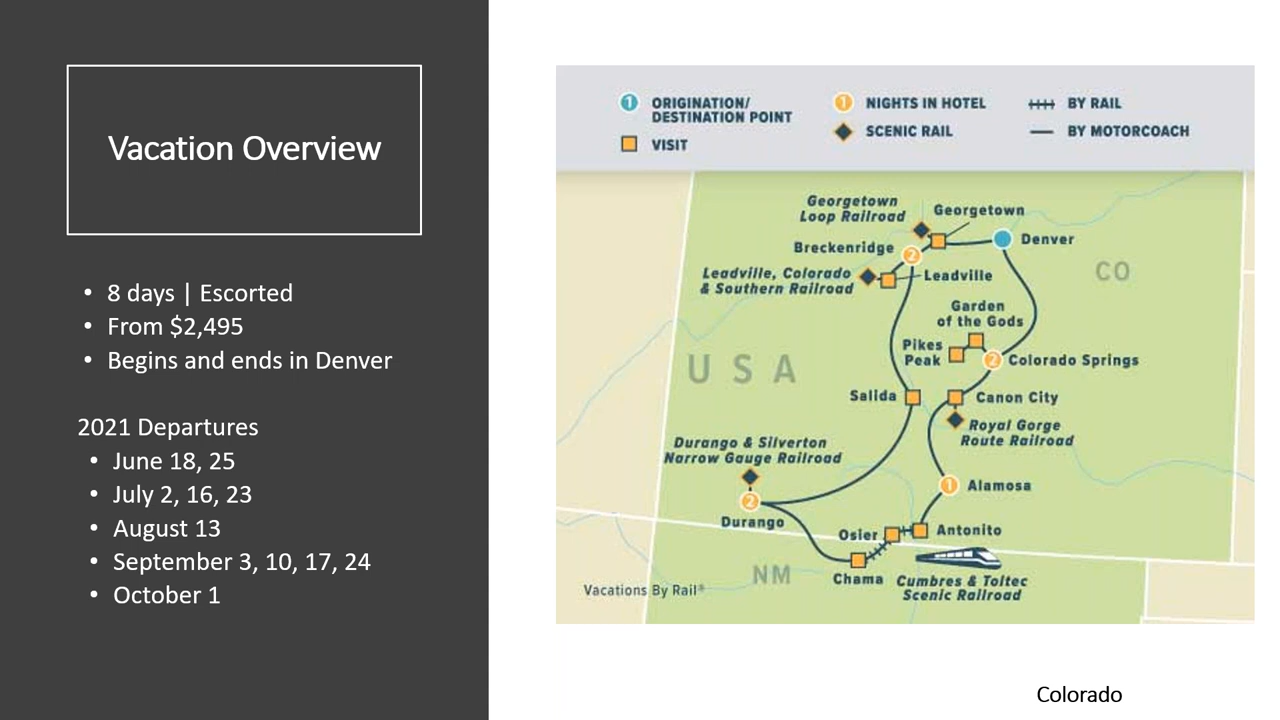 Vacation Overview
• 8 days | Escorted
• From $2,495
• Begins and ends in Denver
2021 Departures
• June 18, 25
• July 2, 16, 23
• August 13
• September 3, 10, 17, 24
• October 1
1 ORIGINATION/
DESTINATION POINT
VISIT
1 NIGHTS IN HOTEL
SCENIC RAIL
BY RAIL
BY MOTORCOACH
Georgetown
Loop Railroad
Georgetown
Breckenridge
2
Denver
CO
Leadville, Colorado
& Southern Railroad
Leadville
Garden
of the Gods
Pikes
Peak
2
Colorado Springs
USA
Salida
Canon City
Royal Gorge
Route Railroad
Durango & Silverton
Narrow Gauge Railroad
2
Durango
1
Alamosa
Osier
Antonito
Chama
NM
Cumbres & Toltec
Scenic Railroad
Vacations By Rail®
Colorado